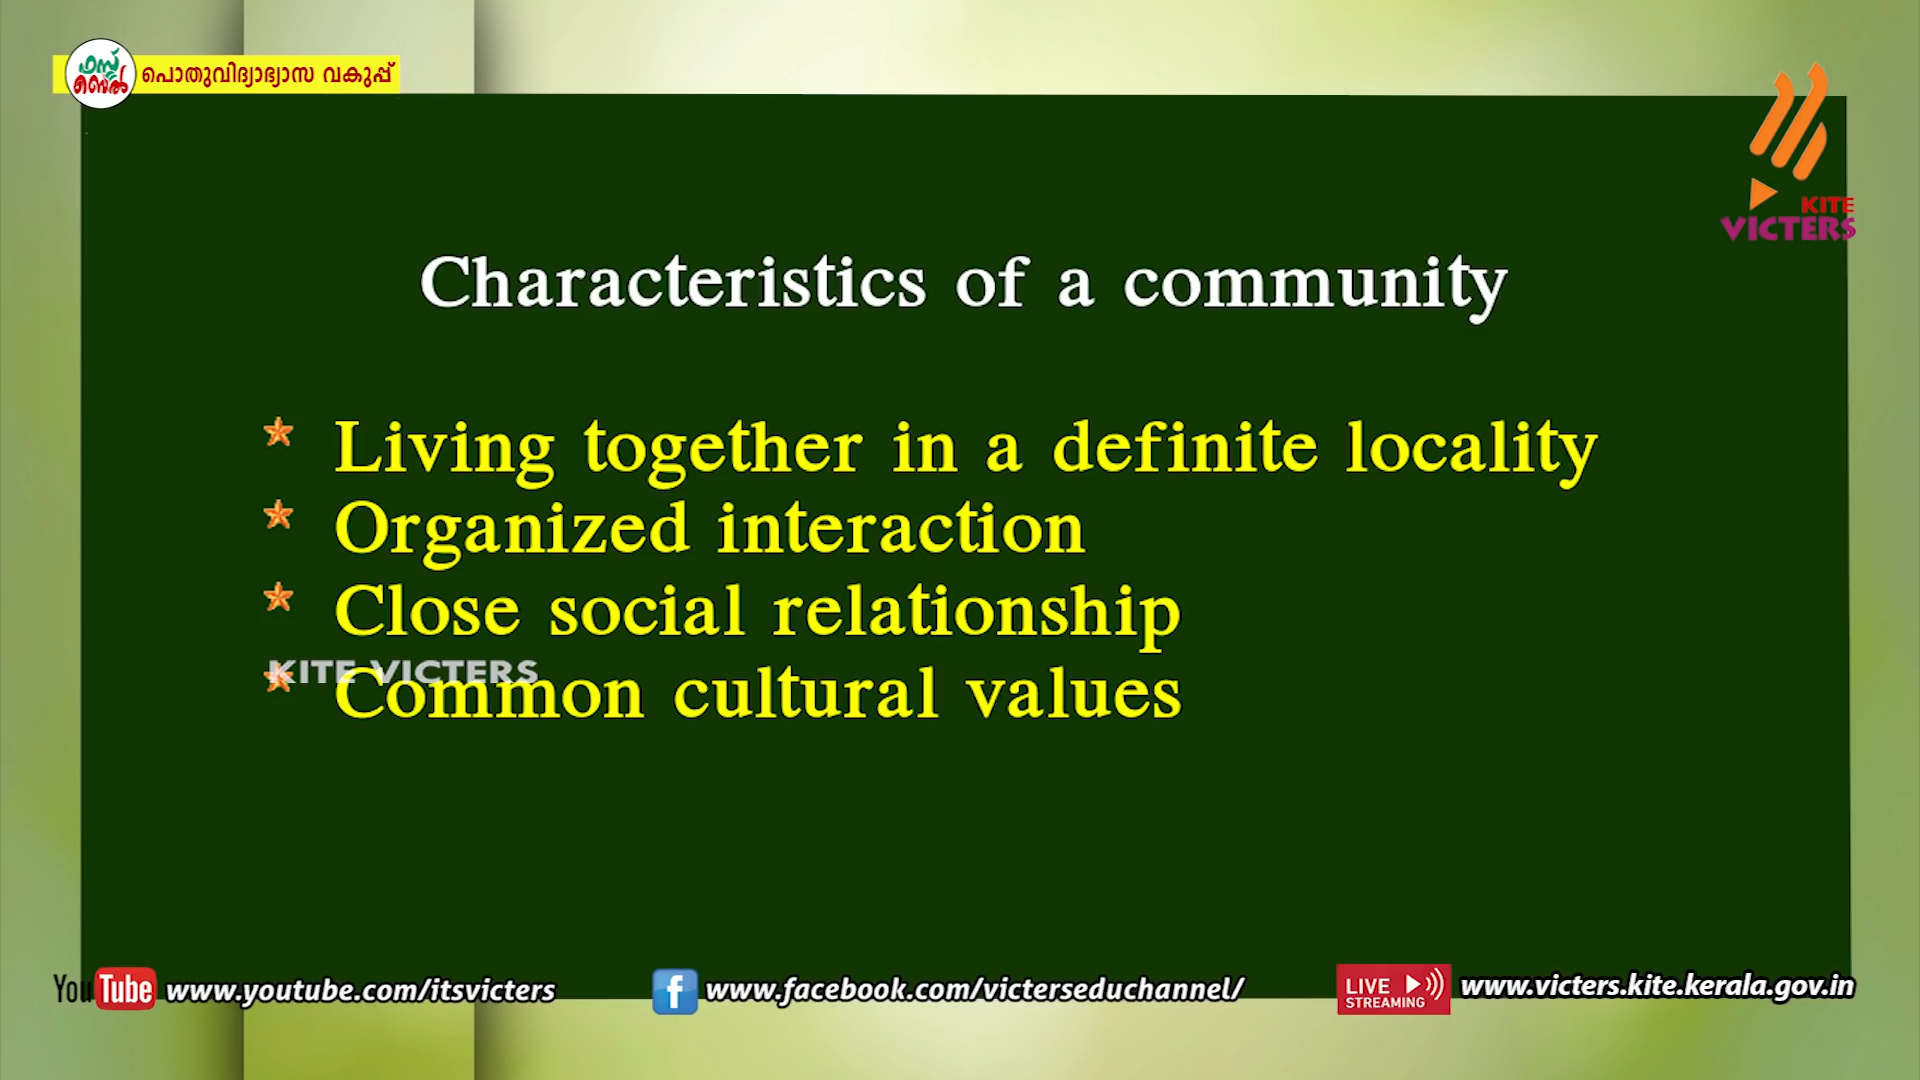 ഫസ്റ്റ്
ബെൽ
പൊതുവിദ്യാഭ്യാസ വകുപ്പ്
KITE
VICTERS
Characteristics of a community
* Living together in a definite locality
* Organized interaction
* Close social relationship
KITE VICTERS
* Common cultural values
YouTube www.youtube.com/itsvicters
f www.facebook.com/victerseduchannel/
LIVE
STREAMING
www.victers.kite.kerala.gov.in